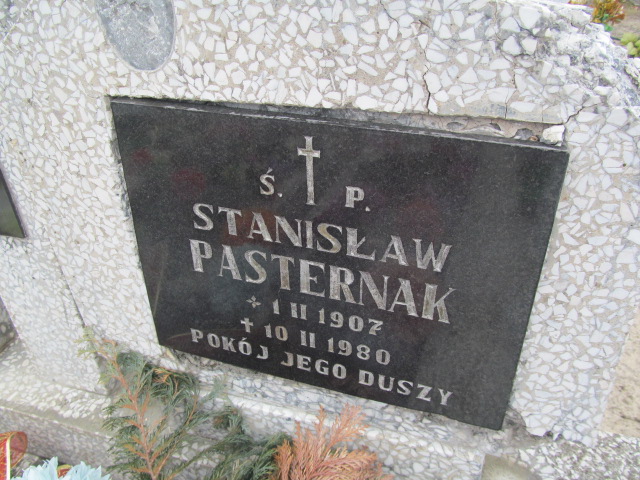 Ś. P.
STANISŁAW
PASTERNAK
1 II 1907
✝ 10 II 1980
POKÓJ JEGO DUSZY